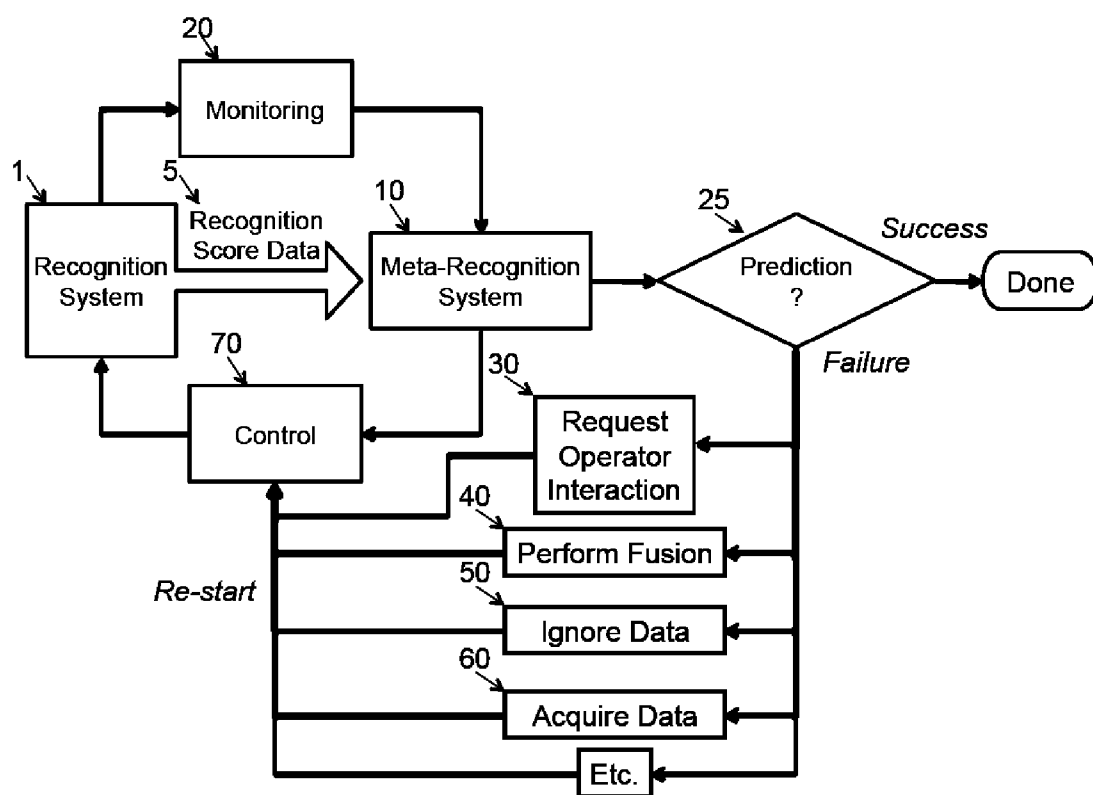 20
Monitoring
1
5
Recognition
Score Data
10
25
Success
Recognition
System
Meta-Recognition
System
Prediction
?
Done
70
30
Failure
Control
Request
Operator
Interaction
40
Perform Fusion
Re-start
50
Ignore Data
60
Acquire Data
Etc.